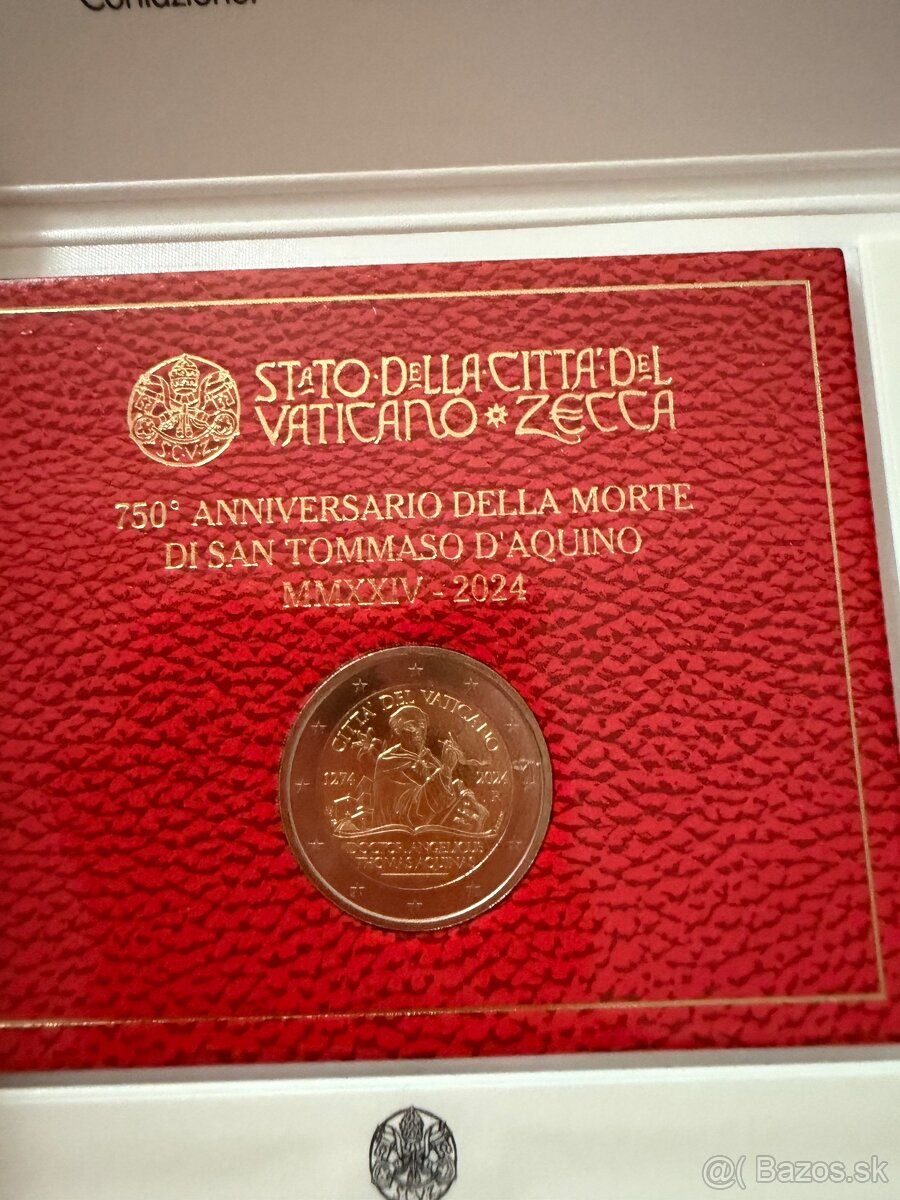 Confezione:
S·C·V·Z
STATO·DELLA·CITTÀ·DEL
VATICANO * ZECCA
750° ANNIVERSARIO DELLA MORTE
DI SAN TOMMASO D'AQUINO
MMXXIV - 2024
CITTA' DEL VATICANO
1274
2024
R
DOCTOR ANGELICUS
THOMAS AQUINAS
S·C·V·Z
@( Bazos.sk